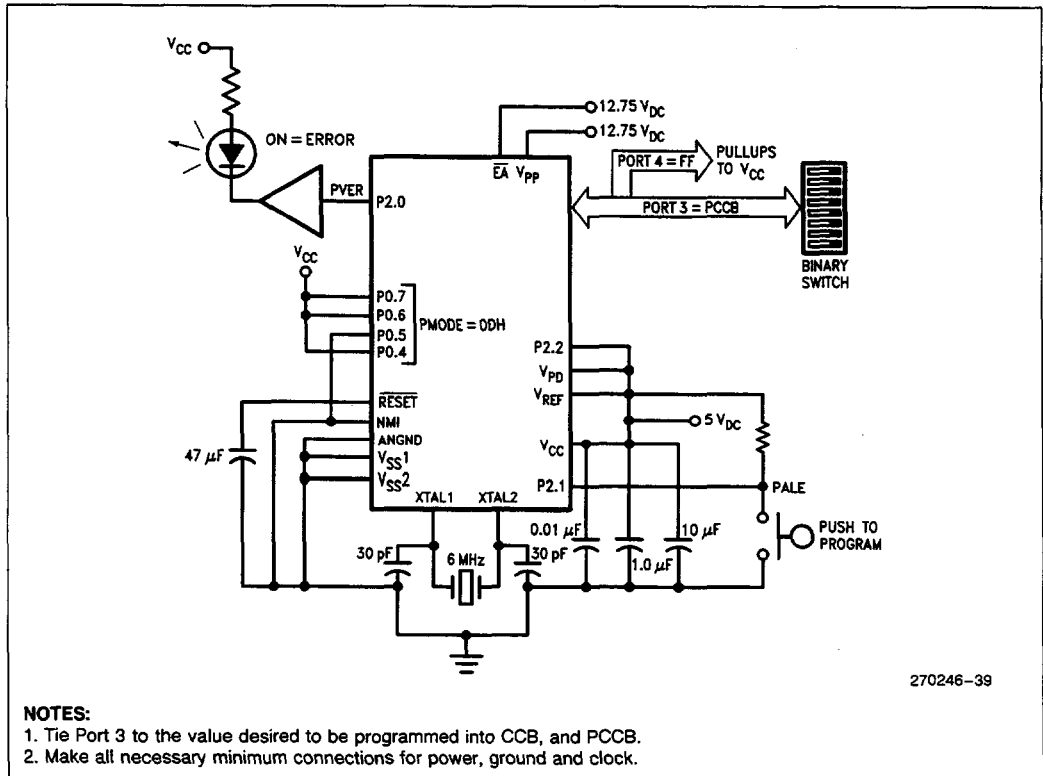 VCC
ON = ERROR
12.75 VDC
12.75 VDC
EA VPP
PORT 4 = FF
PULLUPS
TO VCC
PORT 3 = PCCB
BINARY
SWITCH
PVER
P2.0
VCC
P0.7
P0.6
P0.5
P0.4
PMODE = 0DH
RESET
NMI
ANGND
VSS1
VSS2
47 μF
P2.2
VPD
VREF
5 VDC
VCC
P2.1
PALE
XTAL1
XTAL2
30 pF
6 MHz
30 pF
0.01 μF
1.0 μF
10 μF
PUSH TO
PROGRAM
270246-39
NOTES:
1. Tie Port 3 to the value desired to be programmed into CCB, and PCCB.
2. Make all necessary minimum connections for power, ground and clock.